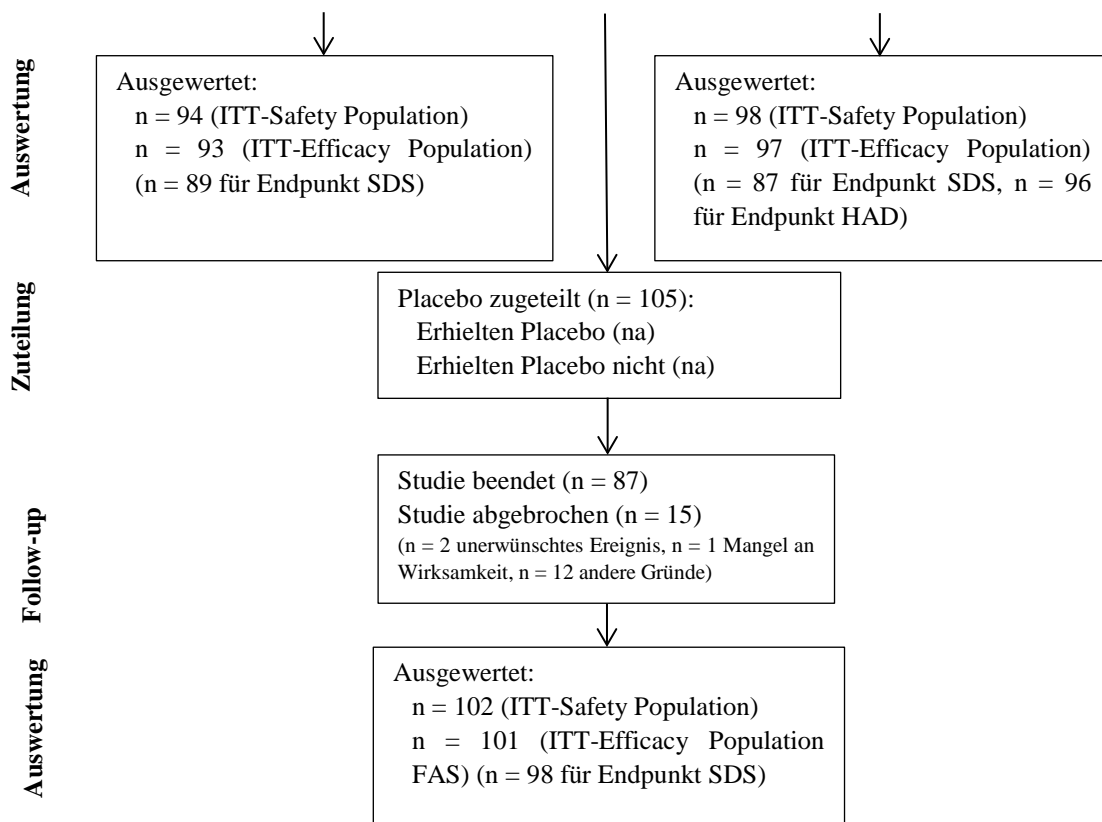 Auswertung
Ausgewertet:
n = 94 (ITT-Safety Population)
n = 93 (ITT-Efficacy Population)
(n = 89 für Endpunkt SDS)
Ausgewertet:
n = 98 (ITT-Safety Population)
n = 97 (ITT-Efficacy Population)
(n = 87 für Endpunkt SDS, n = 96
für Endpunkt HAD)
Zuteilung
Placebo zugeteilt (n = 105):
Erhielten Placebo (na)
Erhielten Placebo nicht (na)
Follow-up
Studie beendet (n = 87)
Studie abgebrochen (n = 15)
(n = 2 unerwünschtes Ereignis, n = 1 Mangel an
Wirksamkeit, n = 12 andere Gründe)
Auswertung
Ausgewertet:
n = 102 (ITT-Safety Population)
n = 101 (ITT-Efficacy Population
FAS) (n = 98 für Endpunkt SDS)